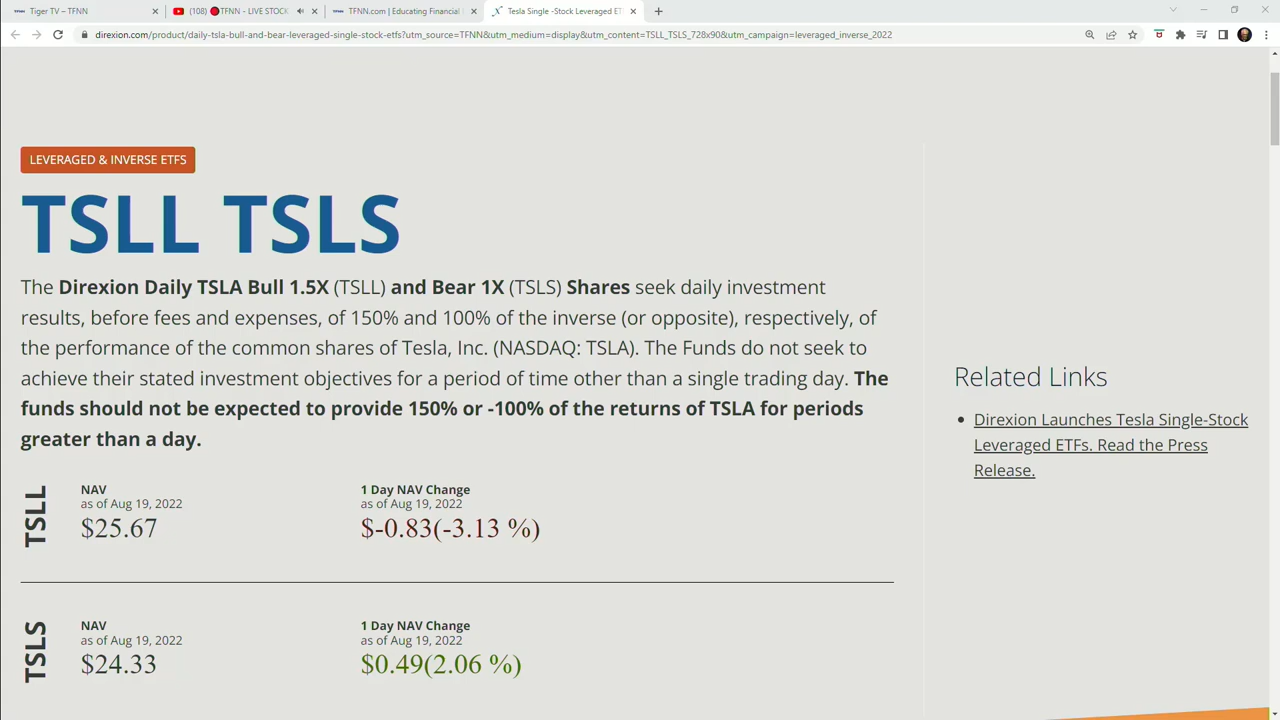 Tiger TV – TFNN
(108) 🔴TFNN - LIVE STOCK
TFNN.com | Educating Financial
Tesla Single -Stock Leveraged ET
direxion.com/product/daily-tsla-bull-and-bear-leveraged-single-stock-etfs?utm_source=TFNN&utm_medium=display&utm_content=TSLL_TSLS_728x90&utm_campaign=leveraged_inverse_2022
LEVERAGED & INVERSE ETFS
TSLL TSLS
The Direxion Daily TSLA Bull 1.5X (TSLL) and Bear 1X (TSLS) Shares seek daily investment
results, before fees and expenses, of 150% and 100% of the inverse (or opposite), respectively, of
the performance of the common shares of Tesla, Inc. (NASDAQ: TSLA). The Funds do not seek to
achieve their stated investment objectives for a period of time other than a single trading day. The
funds should not be expected to provide 150% or -100% of the returns of TSLA for periods
greater than a day.
TSLL
NAV
as of Aug 19, 2022
$25.67
1 Day NAV Change
as of Aug 19, 2022
$-0.83(-3.13 %)
TSLS
NAV
as of Aug 19, 2022
$24.33
1 Day NAV Change
as of Aug 19, 2022
$0.49(2.06 %)
Related Links
Direxion Launches Tesla Single-Stock
Leveraged ETFs. Read the Press
Release.